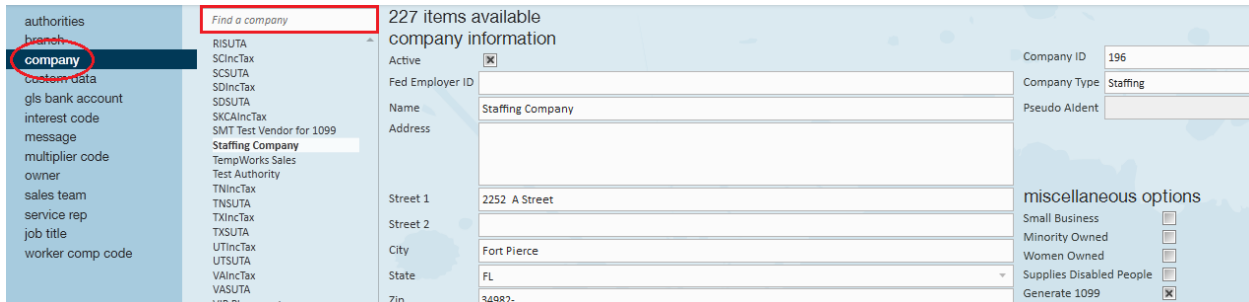 authorities
branch
company
custom data
gls bank account
interest code
message
multiplier code
owner
sales team
service rep
job title
worker comp code
Find a company
RISUTA
SCIncTax
SCSUTA
SDIncTax
SDSUTA
SKCAIncTax
SMT Test Vendor for 1099
Staffing Company
TempWorks Sales
Test Authority
TNIncTax
TNSUTA
TXIncTax
TXSUTA
UTIncTax
UTSUTA
VAIncTax
VASUTA
227 items available
company information
Active
Fed Employer ID
Name Staffing Company
Address
Street 1 2252 A Street
Street 2
City Fort Pierce
State FL
Zip 34982-
Company ID 196
Company Type Staffing
Pseudo AIdent
miscellaneous options
Small Business
Minority Owned
Women Owned
Supplies Disabled People
Generate 1099